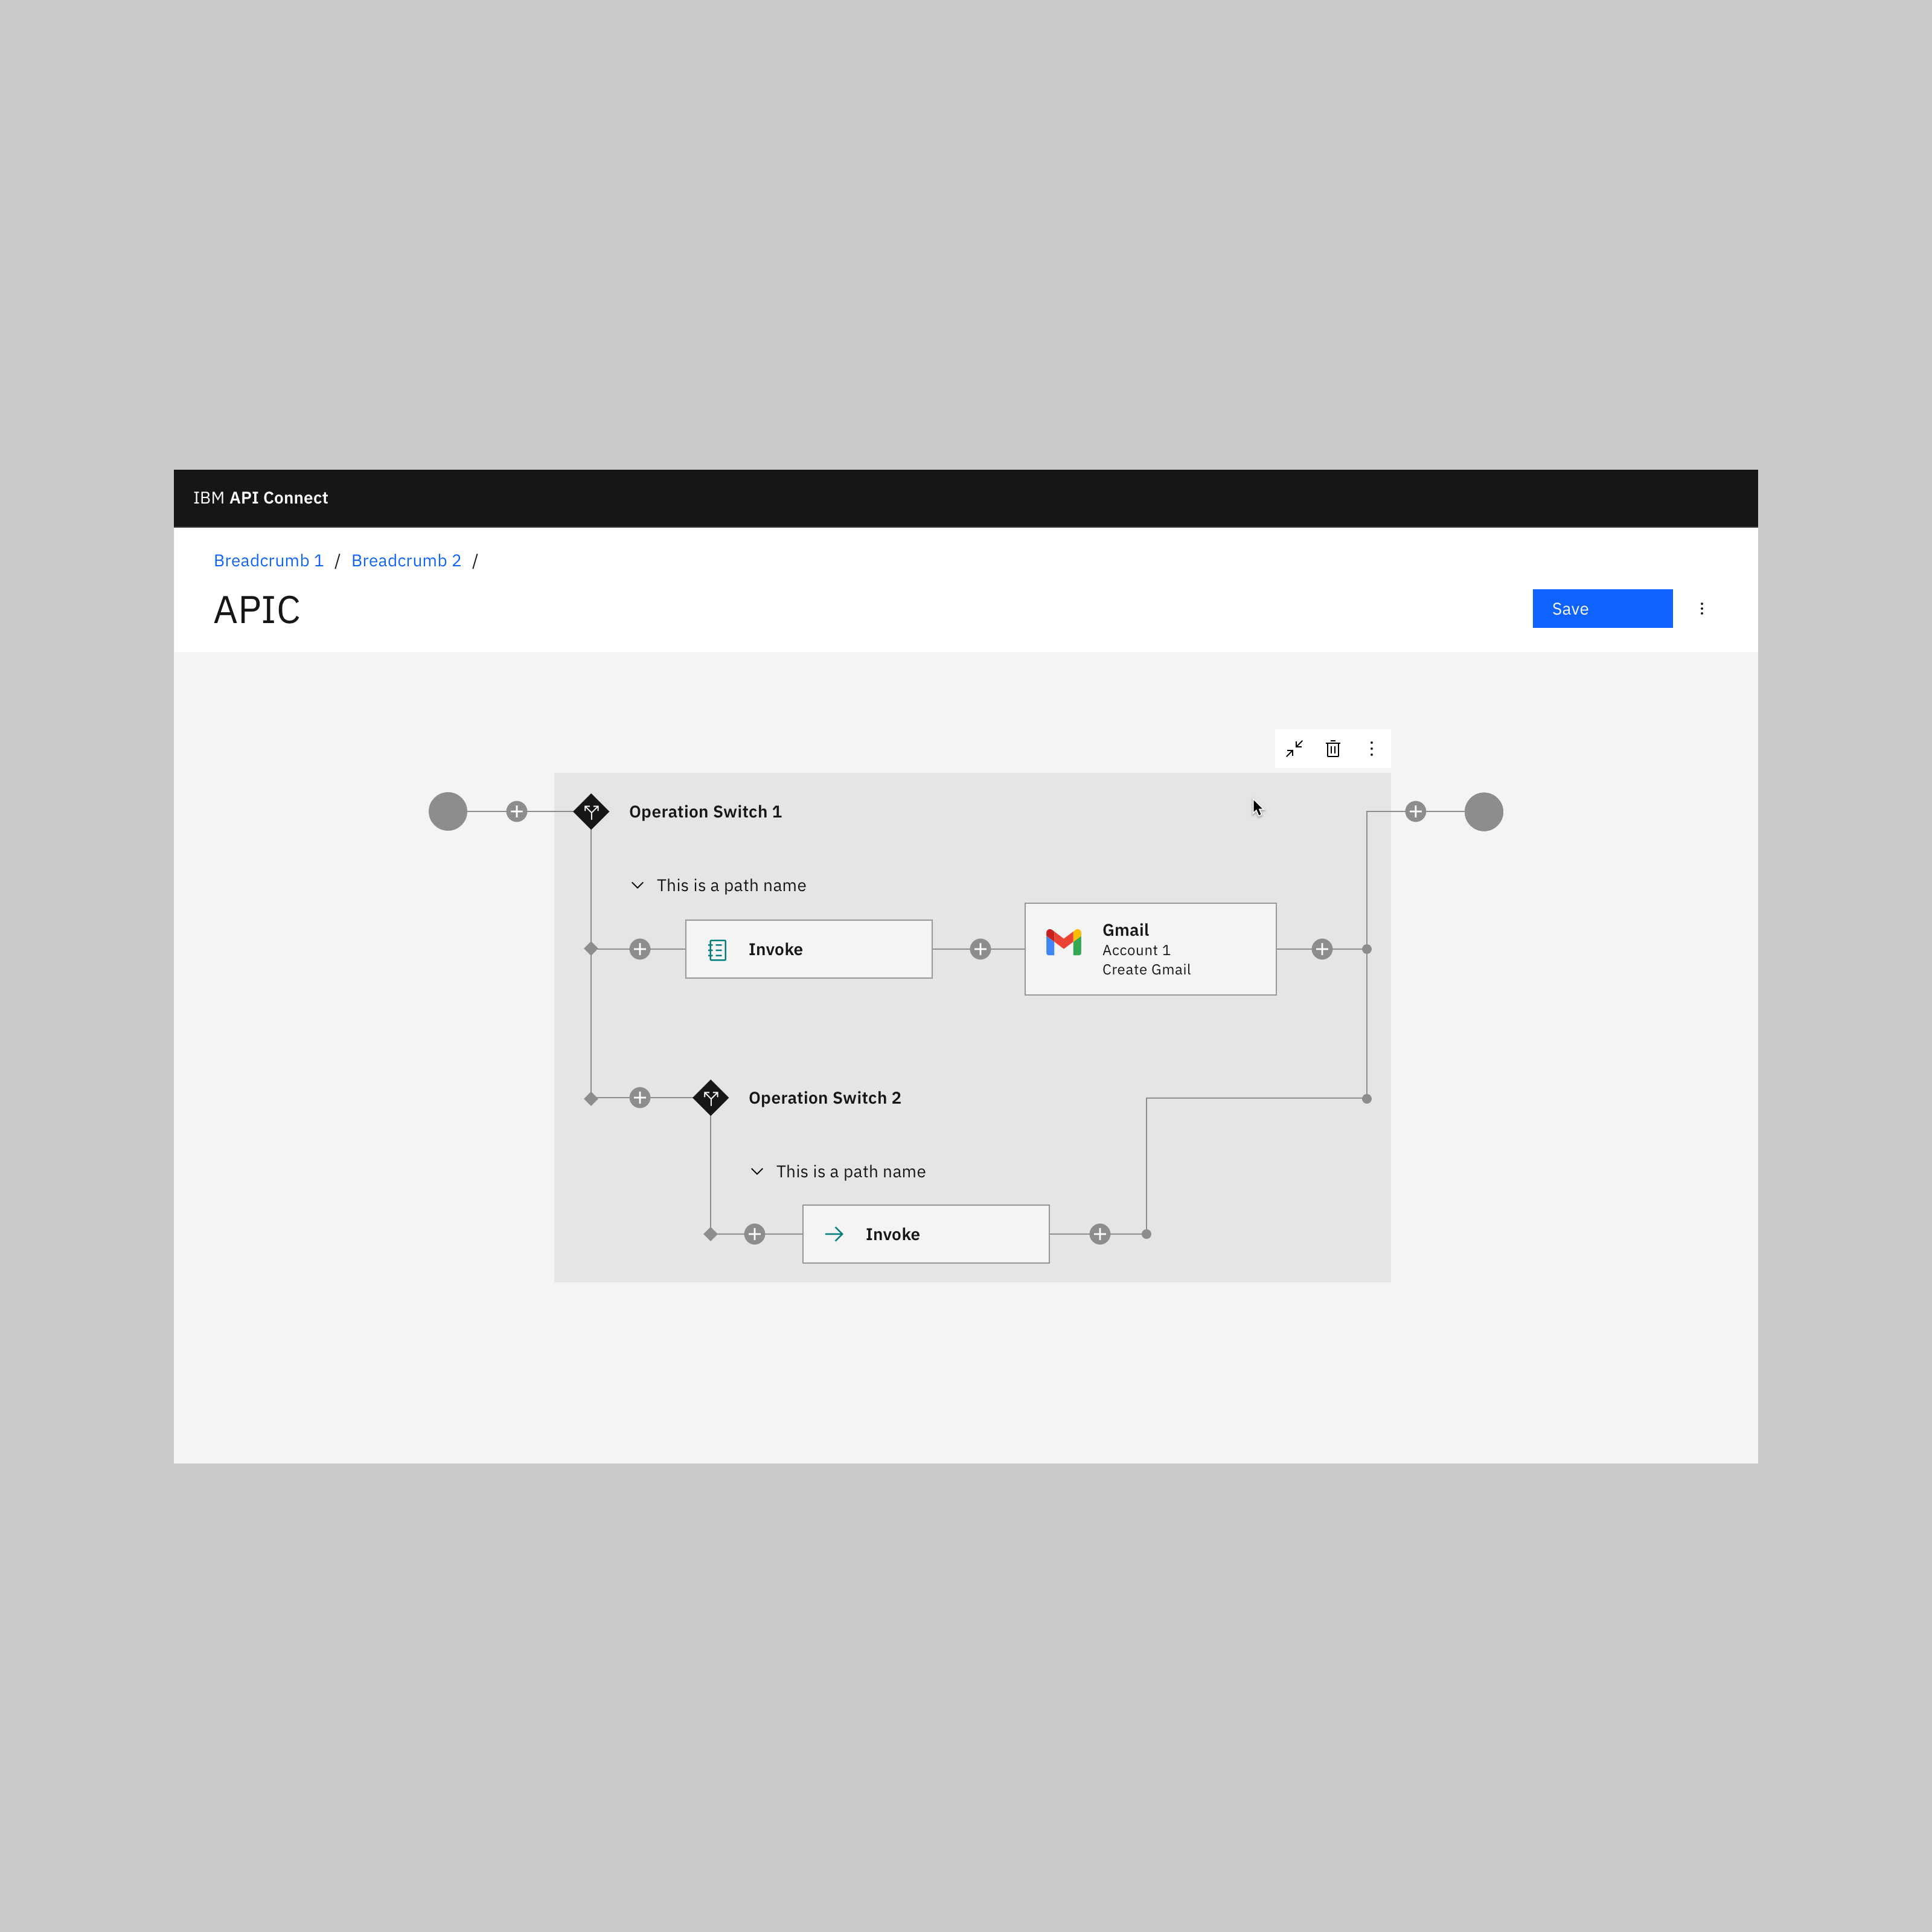 IBM API Connect
Breadcrumb 1 / Breadcrumb 2 /
APIC
Save
Operation Switch 1
This is a path name
Invoke
Gmail
Account 1
Create Gmail
Operation Switch 2
This is a path name
Invoke